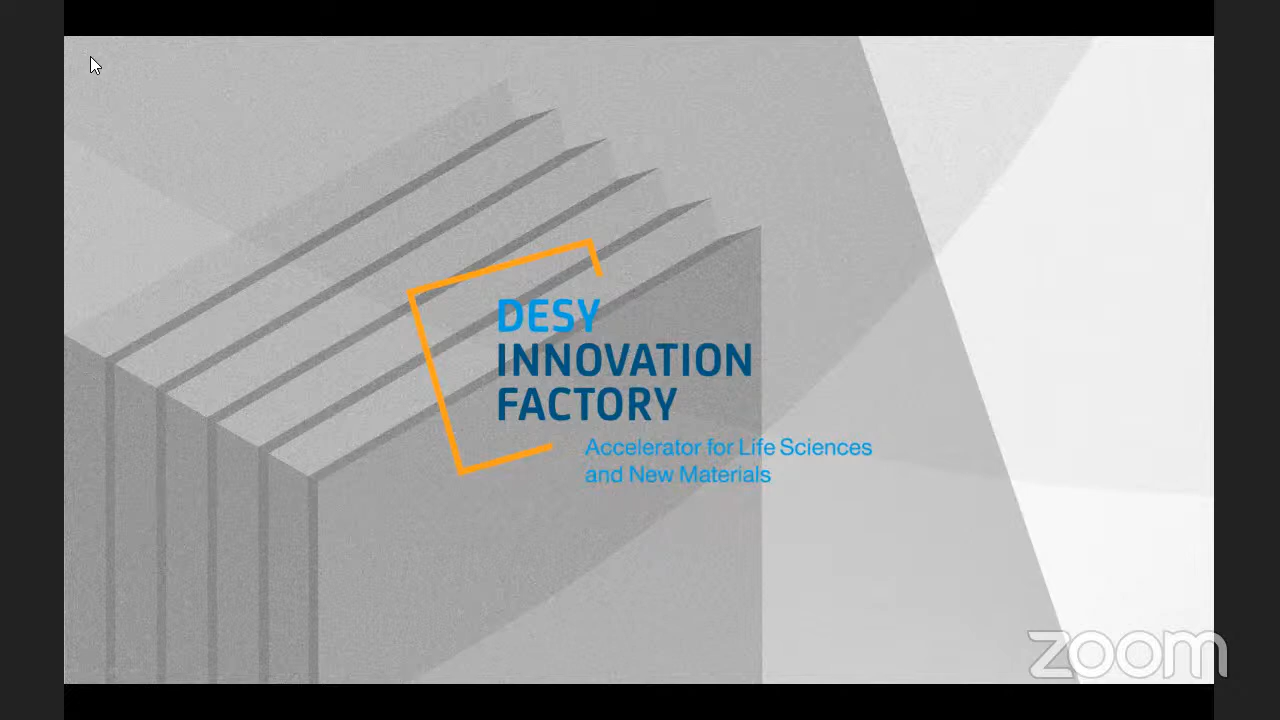 DESY
INNOVATION
FACTORY
Accelerator for Life Sciences
and New Materials
zoom